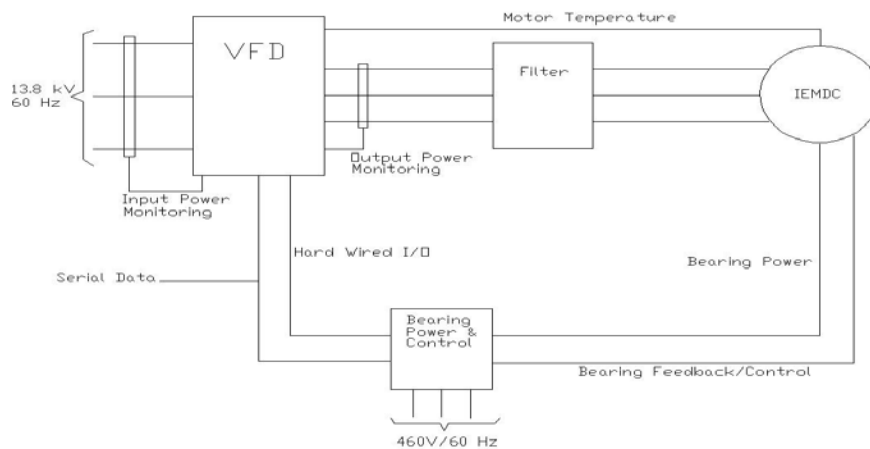 Motor Temperature
VFD
Filter
13.8 kV
60 Hz
IEMDC
Output Power
Monitoring
Input Power
Monitoring
Hard Wired I/O
Bearing Power
Serial Data
Bearing
Power &
Control
Bearing Feedback/Control
460V/60 Hz